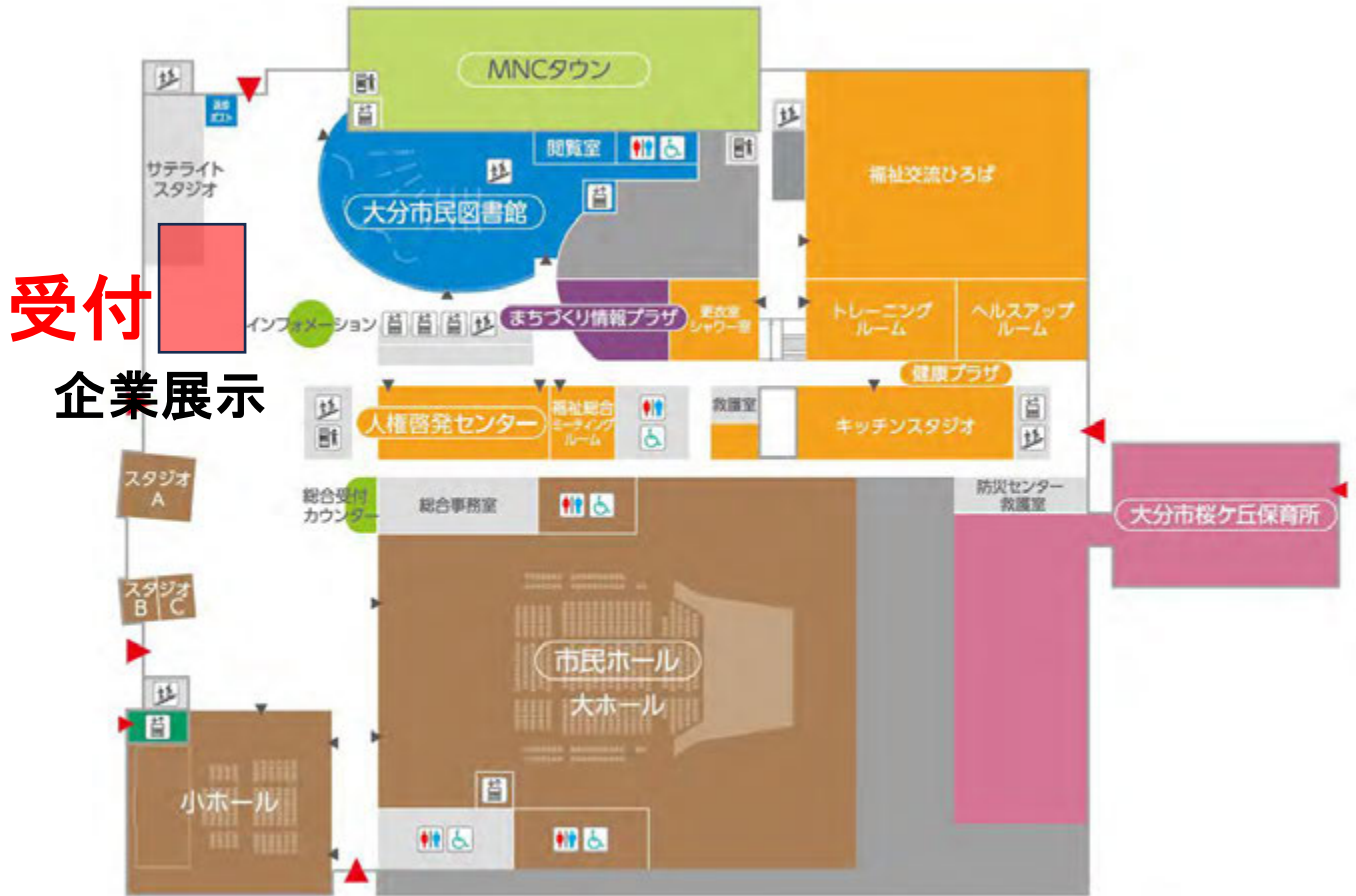 MNCタウン
返却
ポスト
サテライト
スタジオ
閲覧室
大分市民図書館
福祉交流ひろば
受付
インフォメーション
まちづくり情報プラザ
更衣室
シャワー室
トレーニング
ルーム
ヘルスアップ
ルーム
企業展示
健康プラザ
人権啓発センター
福祉総合
ミーティング
ルーム
救護室
キッチンスタジオ
スタジオ
A
総合受付
カウンター
総合事務室
防災センター
救護室
大分市桜ケ丘保育所
スタジオ
B C
市民ホール
大ホール
小ホール